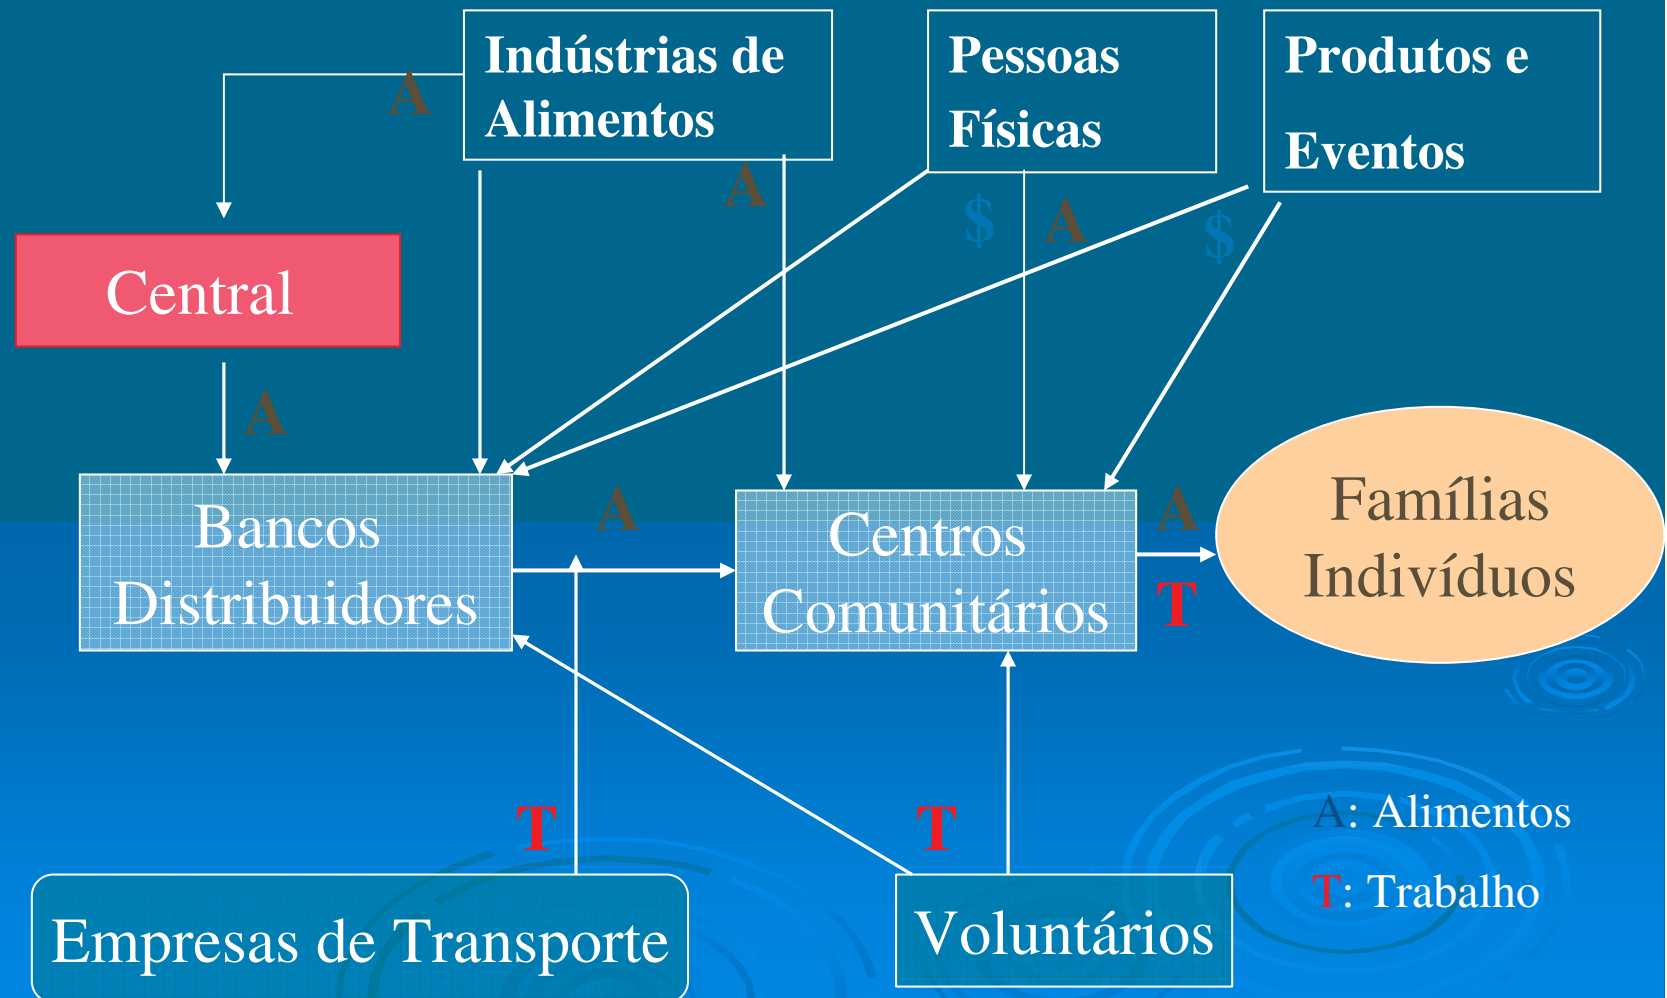 Indústrias de
Alimentos
Pessoas
Físicas
Produtos e
Eventos
A
A
$
A
$
Central
A
Bancos
Distribuidores
A
Centros
Comunitários
A
T
Famílias
Indivíduos
T
T
A: Alimentos
T: Trabalho
Empresas de Transporte
Voluntários